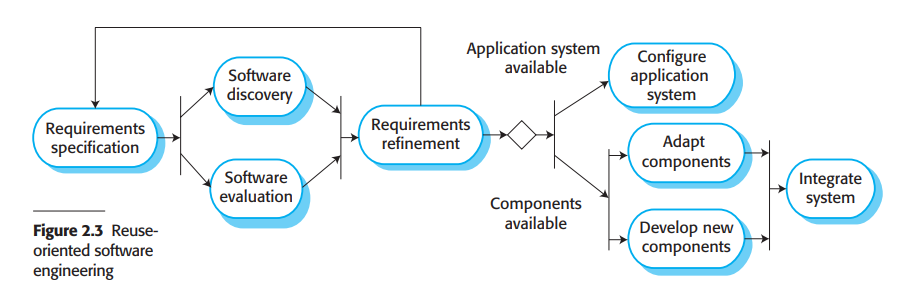 Requirements
specification
Software
discovery
Software
evaluation
Requirements
refinement
Application system
available
Components
available
Configure
application
system
Adapt
components
Develop new
components
Integrate
system
Figure 2.3 Reuse-
oriented software
engineering